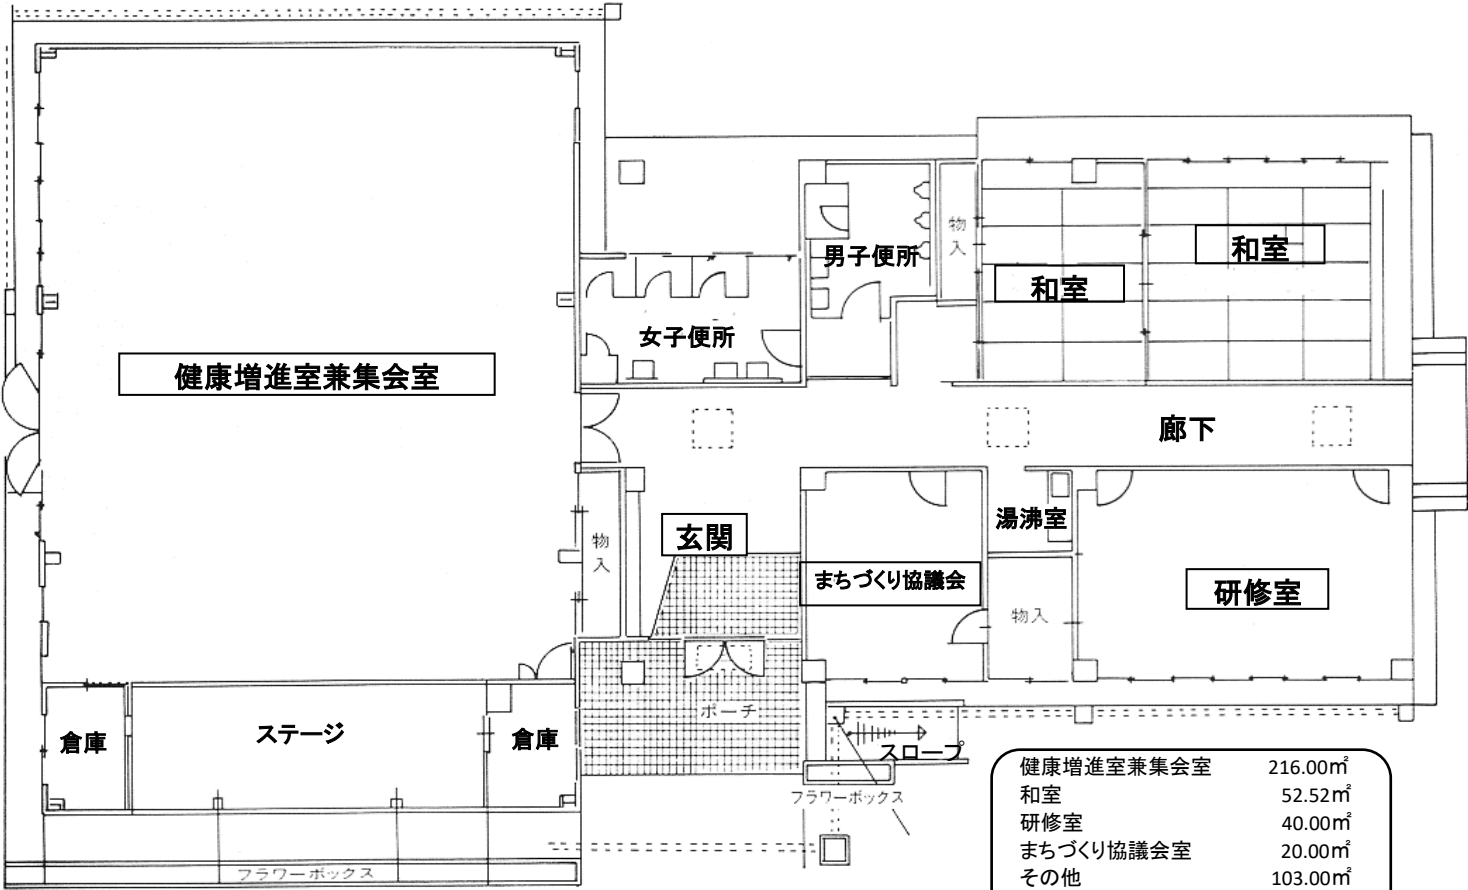 物入
和室
男子便所
和室
女子便所
健康増進室兼集会室
廊下
湯沸室
玄関
物入
まちづくり協議会
研修室
物入
ポーチ
ステージ
倉庫
倉庫
スロープ
フラワーボックス
フラワーボックス
健康増進室兼集会室 216.00㎡
和室 52.52㎡
研修室 40.00㎡
まちづくり協議会室 20.00㎡
その他 103.00㎡